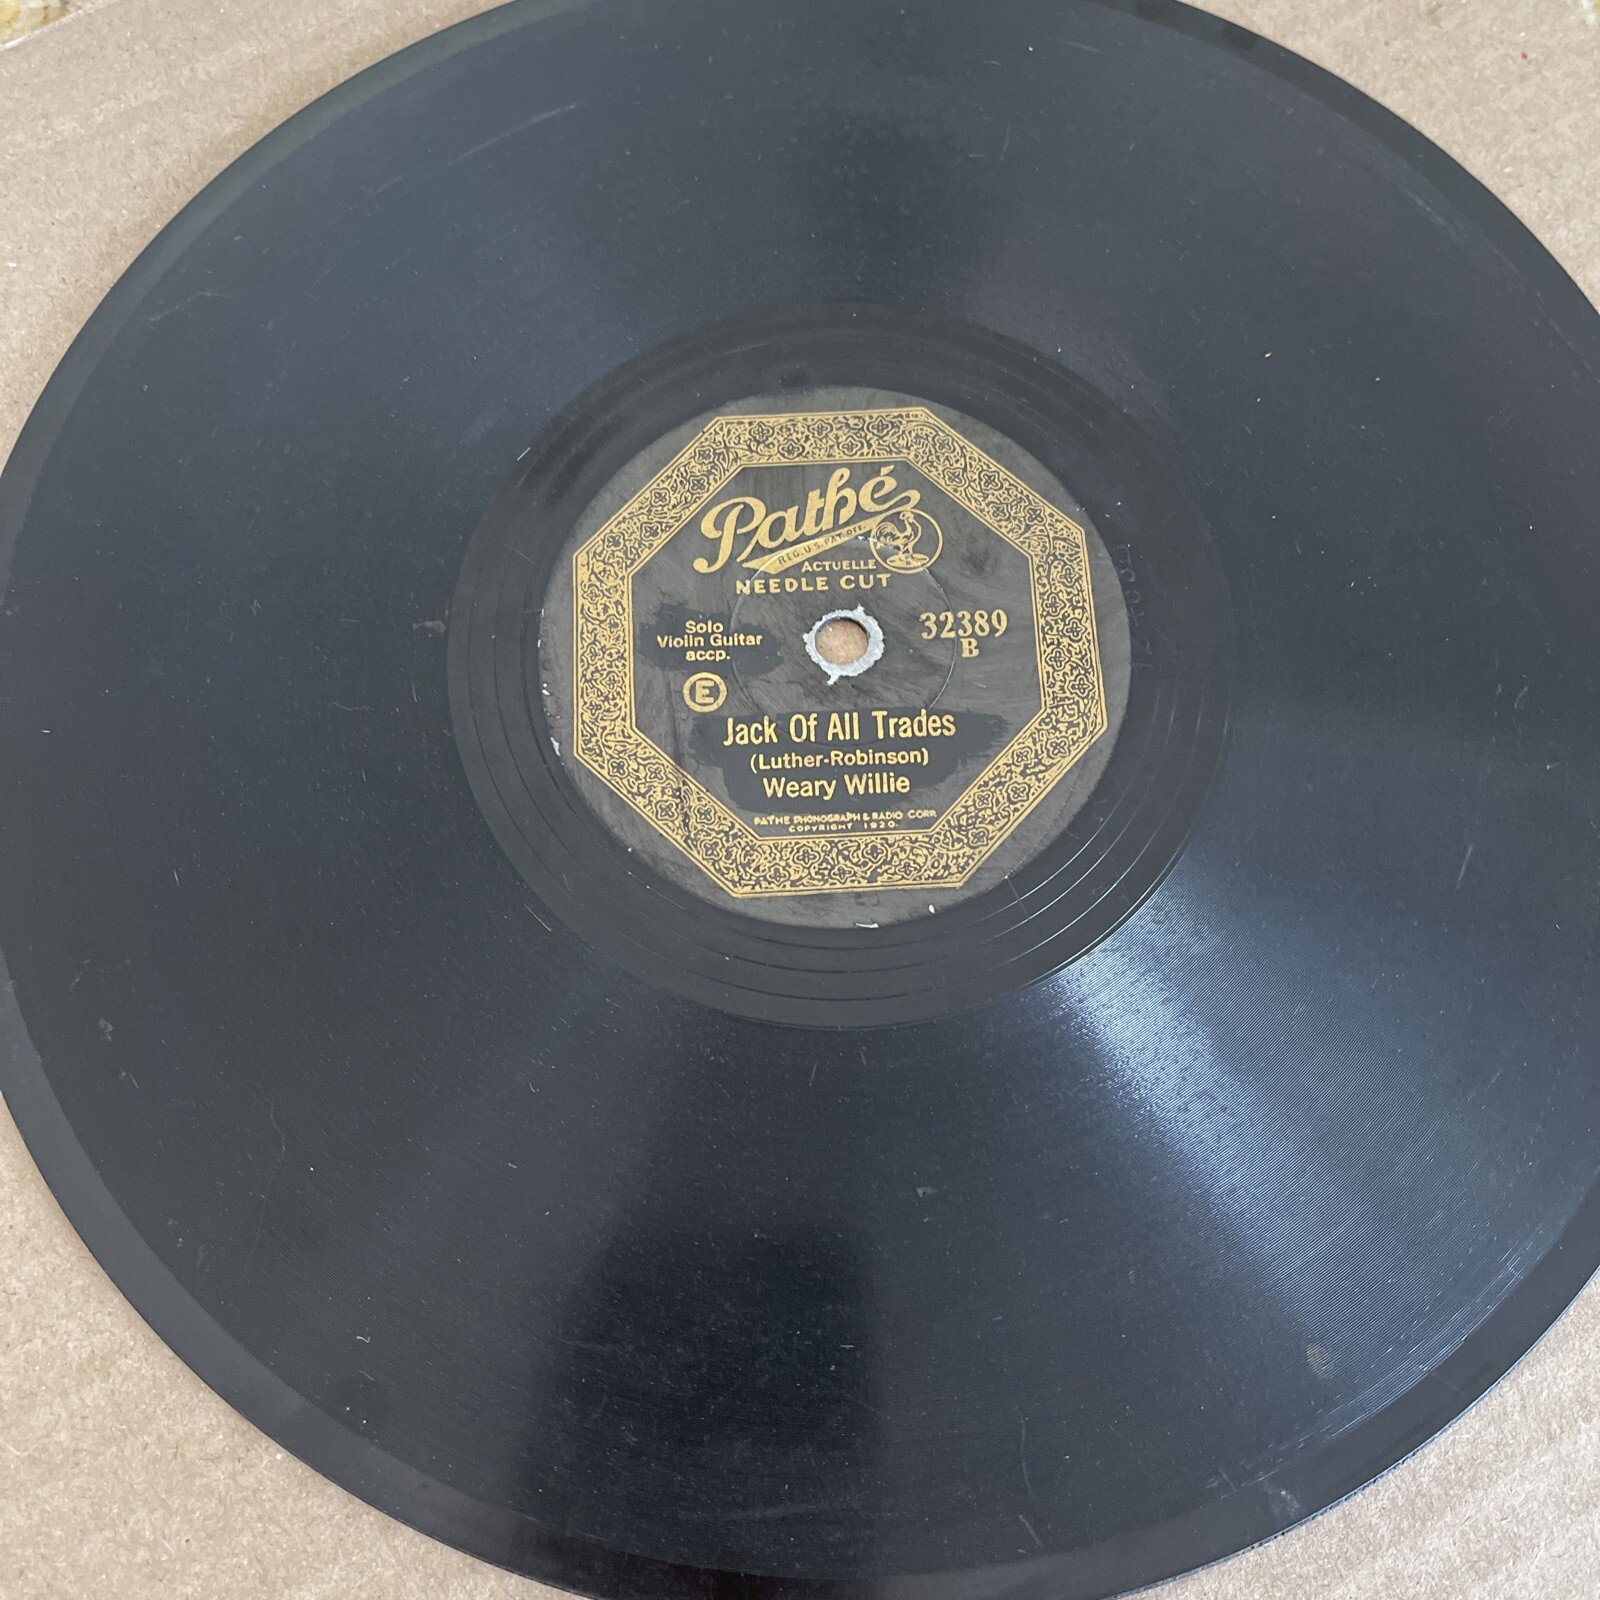 Pathé
REG. U.S. PAT. OFF.
ACTUELLE
NEEDLE CUT
Solo
Violin Guitar
accp.
32389
B
E
Jack Of All Trades
(Luther-Robinson)
Weary Willie
PATHE PHONOGRAPH & RADIO CORP.
COPYRIGHT 1920.